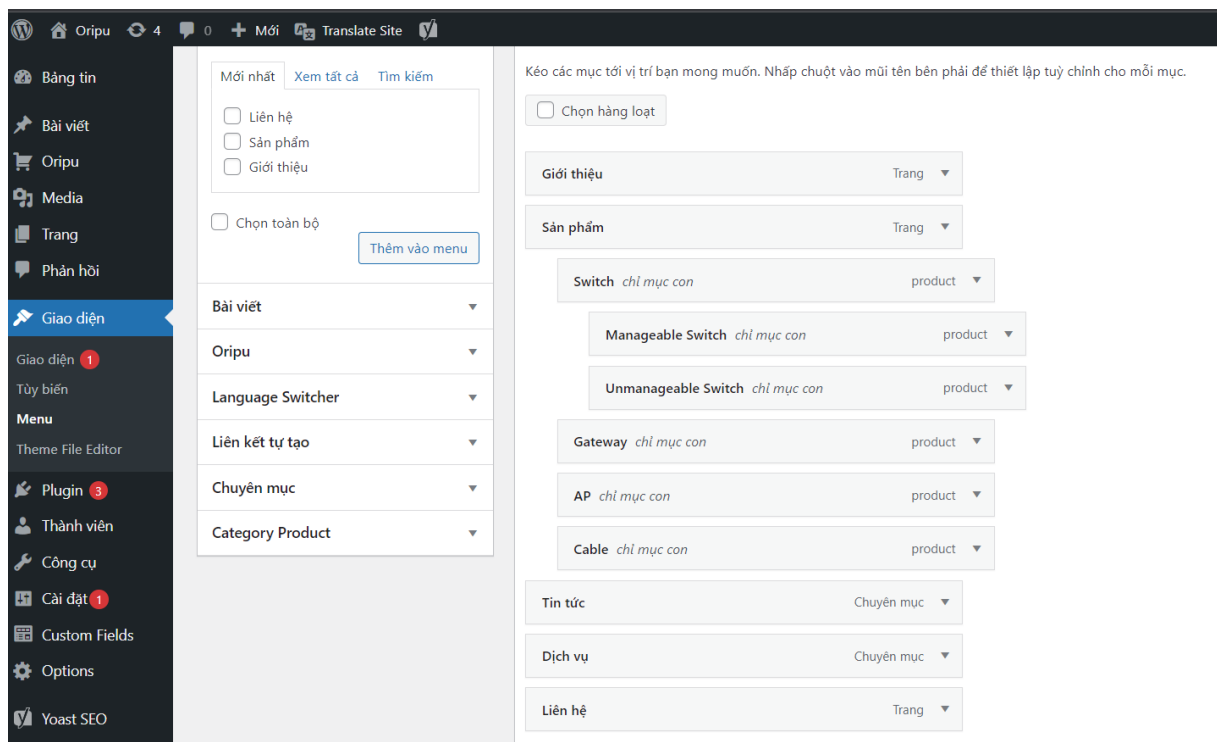 Oripu 4 0 Mới Translate Site
Bảng tin
Bài viết
Oripu
Media
Trang
Phản hồi
Giao diện
Giao diện 1
Tùy biến
Menu
Theme File Editor
Plugin 3
Thành viên
Công cụ
Cài đặt 1
Custom Fields
Options
Yoast SEO
Mới nhất Xem tất cả Tìm kiếm
Liên hệ
Sản phẩm
Giới thiệu
Chọn toàn bộ
Thêm vào menu
Bài viết
Oripu
Language Switcher
Liên kết tự tạo
Chuyên mục
Category Product
Kéo các mục tới vị trí bạn mong muốn. Nhấp chuột vào mũi tên bên phải để thiết lập tuỳ chỉnh cho mỗi mục.
Chọn hàng loạt
Giới thiệu Trang
Sản phẩm Trang
Switch chỉ mục con product
Manageable Switch chỉ mục con product
Unmanageable Switch chỉ mục con product
Gateway chỉ mục con product
AP chỉ mục con product
Cable chỉ mục con product
Tin tức Chuyên mục
Dịch vụ Chuyên mục
Liên hệ Trang